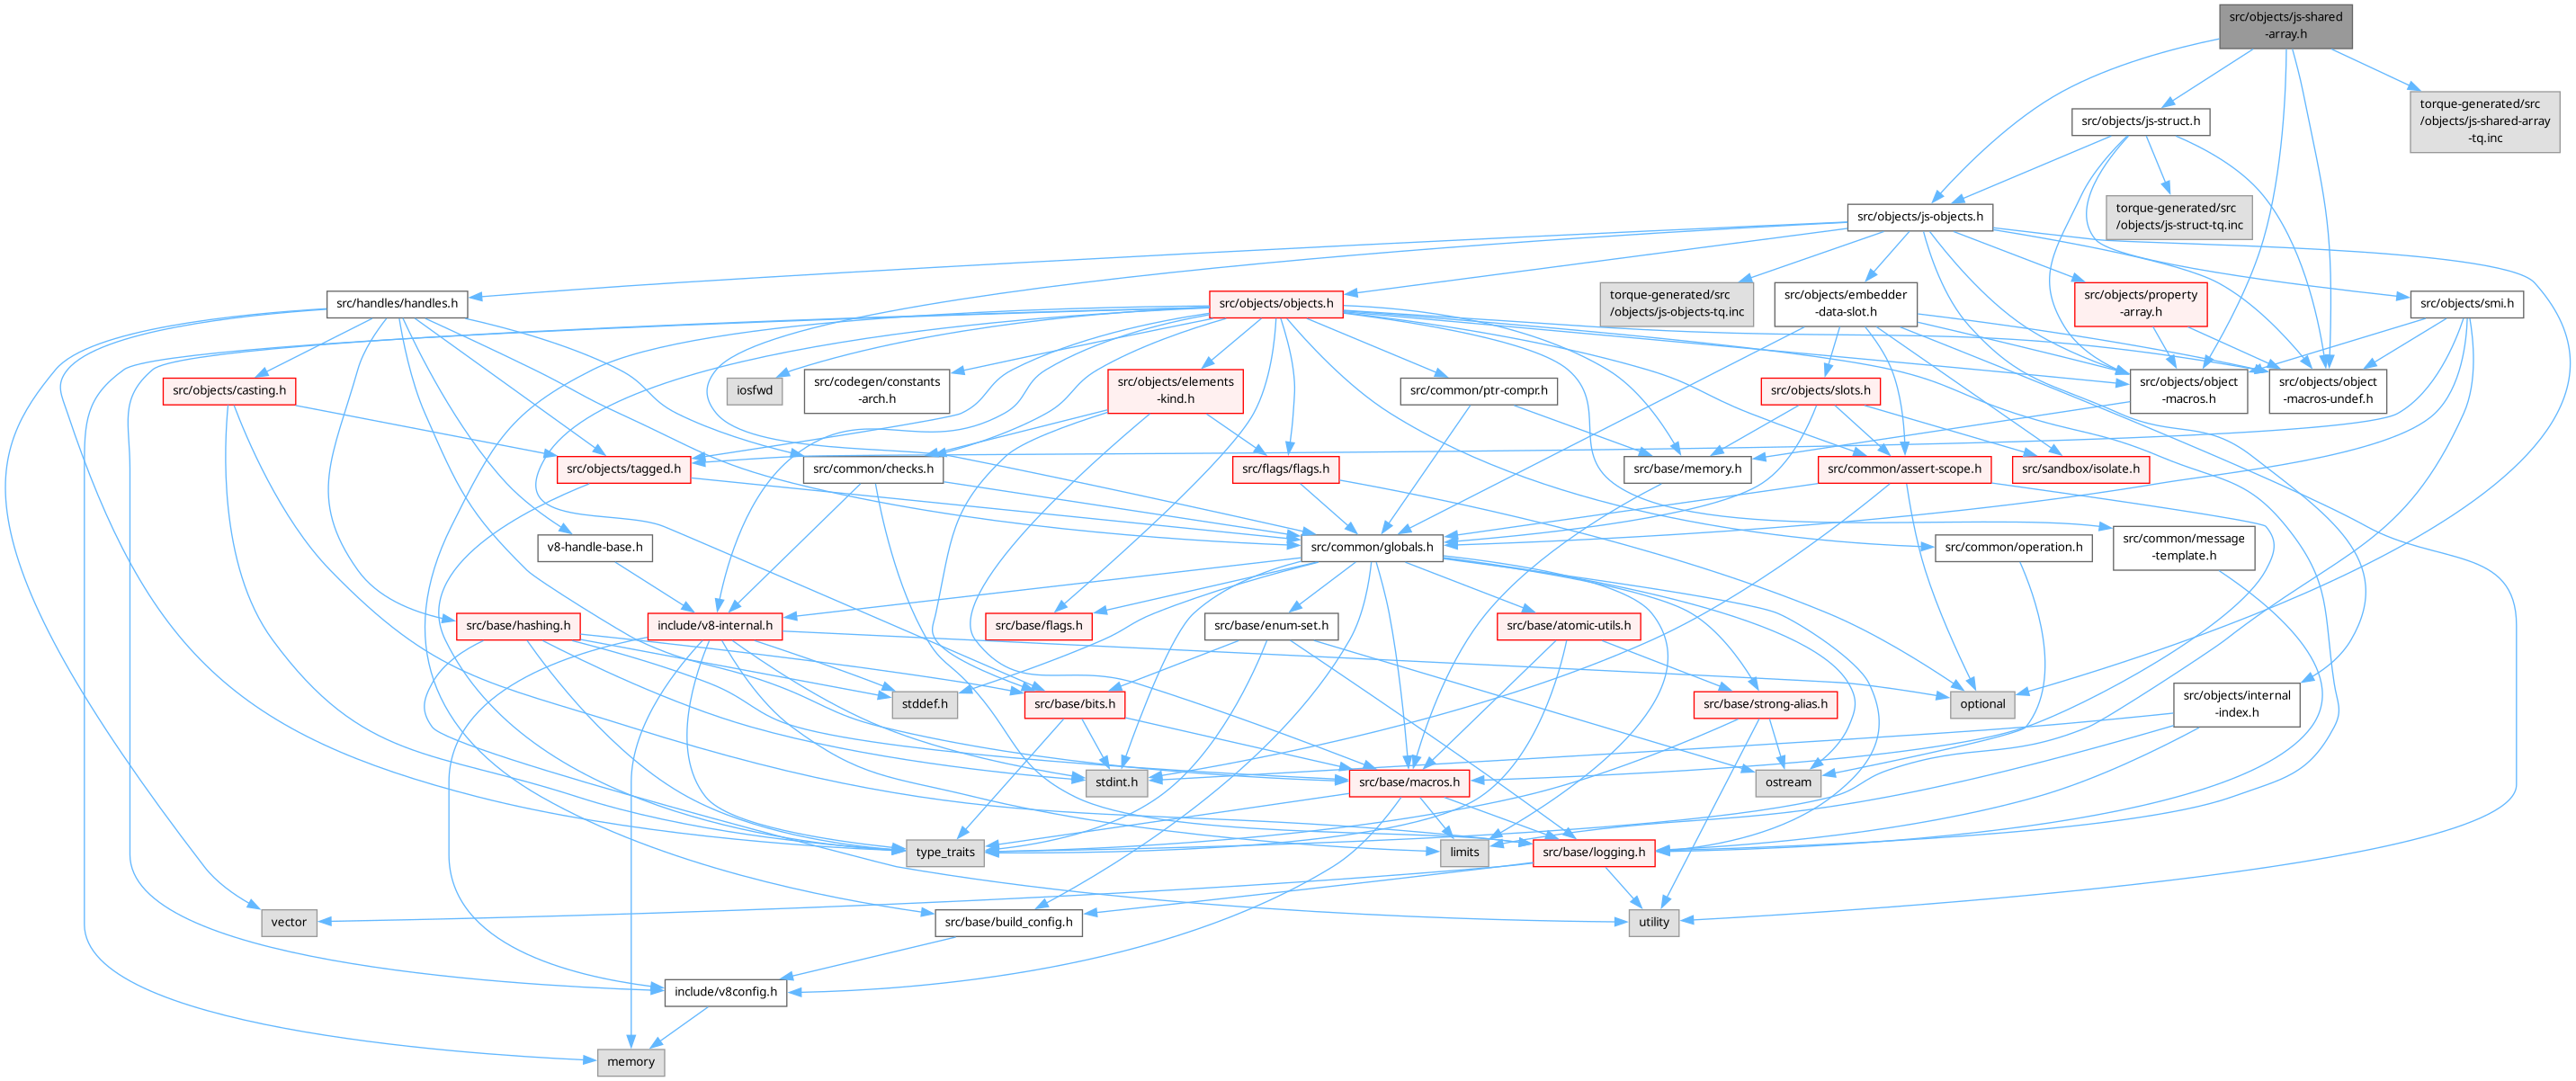 src/objects/js-shared
-array.h
torque-generated/src
/objects/js-shared-array
-tq.inc
src/objects/js-struct.h
torque-generated/src
/objects/js-struct-tq.inc
src/objects/js-objects.h
src/handles/handles.h
src/objects/objects.h
torque-generated/src
/objects/js-objects-tq.inc
src/objects/embedder
-data-slot.h
src/objects/property
-array.h
src/objects/smi.h
src/objects/casting.h
iosfwd
src/codegen/constants
-arch.h
src/objects/elements
-kind.h
src/common/ptr-compr.h
src/objects/slots.h
src/objects/object
-macros.h
src/objects/object
-macros-undef.h
src/objects/tagged.h
src/common/checks.h
src/flags/flags.h
src/base/memory.h
src/common/assert-scope.h
src/sandbox/isolate.h
v8-handle-base.h
src/common/globals.h
src/common/operation.h
src/common/message
-template.h
src/base/hashing.h
include/v8-internal.h
src/base/flags.h
src/base/enum-set.h
src/base/atomic-utils.h
stddef.h
src/base/bits.h
src/base/strong-alias.h
optional
src/objects/internal
-index.h
stdint.h
src/base/macros.h
ostream
type_traits
limits
src/base/logging.h
vector
src/base/build_config.h
utility
include/v8config.h
memory